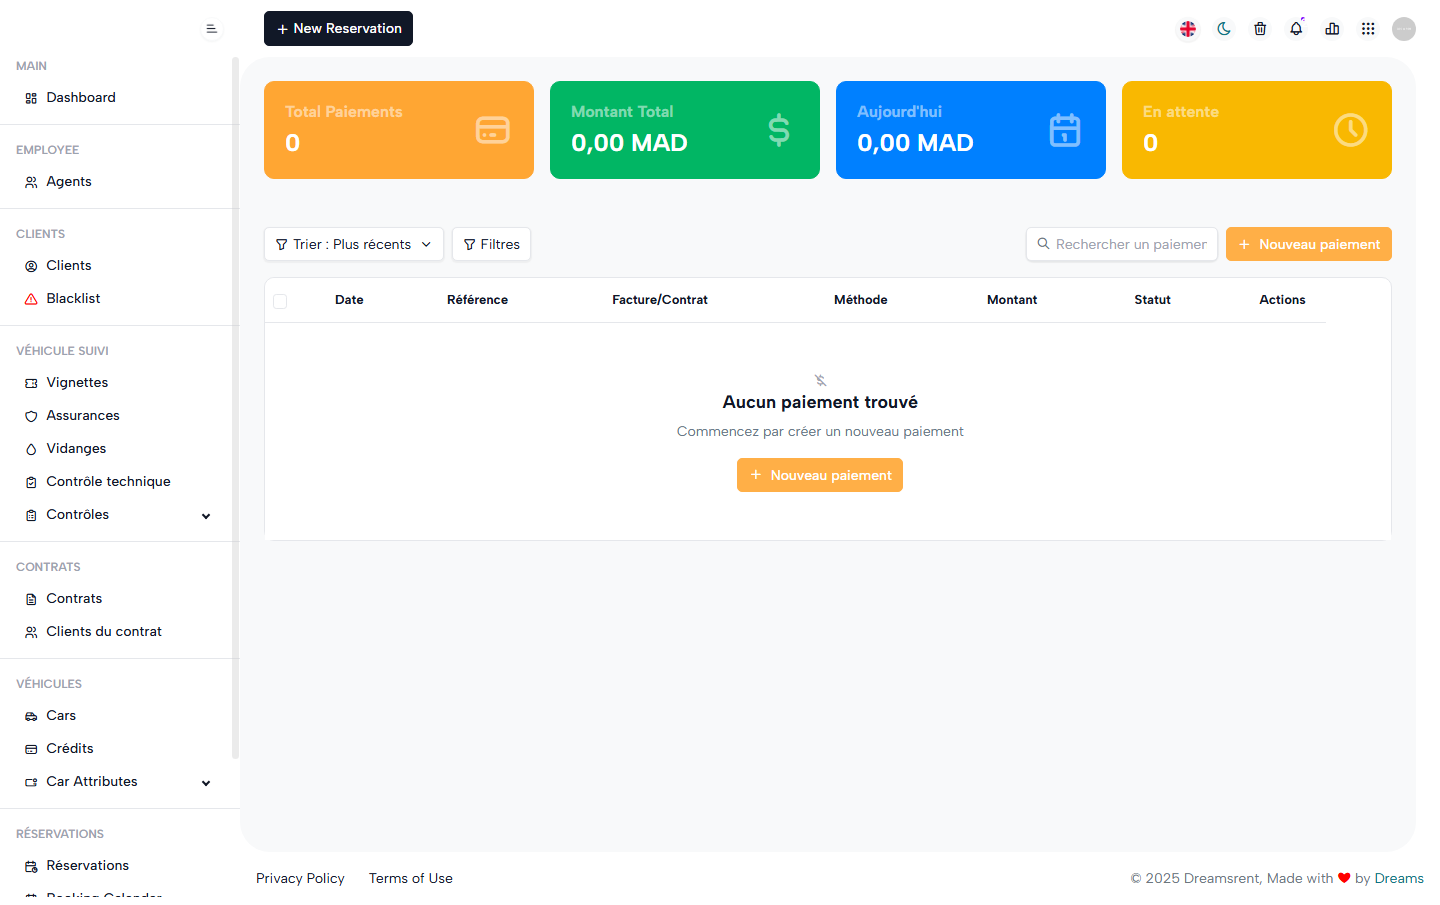 New Reservation
MAIN
Dashboard
EMPLOYEE
Agents
CLIENTS
Clients
Blacklist
VÉHICULE SUIVI
Vignettes
Assurances
Vidanges
Contrôle technique
Contrôles
CONTRATS
Contrats
Clients du contrat
VÉHICULES
Cars
Crédits
Car Attributes
RÉSERVATIONS
Réservations
Booking Calendar
Total Paiements
0
Montant Total
0,00 MAD
Aujourd'hui
0,00 MAD
En attente
0
Trier : Plus récents
Filtres
Rechercher un paiemen
Nouveau paiement
Date Référence Facture/Contrat Méthode Montant Statut Actions
Aucun paiement trouvé
Commencez par créer un nouveau paiement
Nouveau paiement
Privacy Policy Terms of Use
© 2025 Dreamsrent, Made with by Dreams